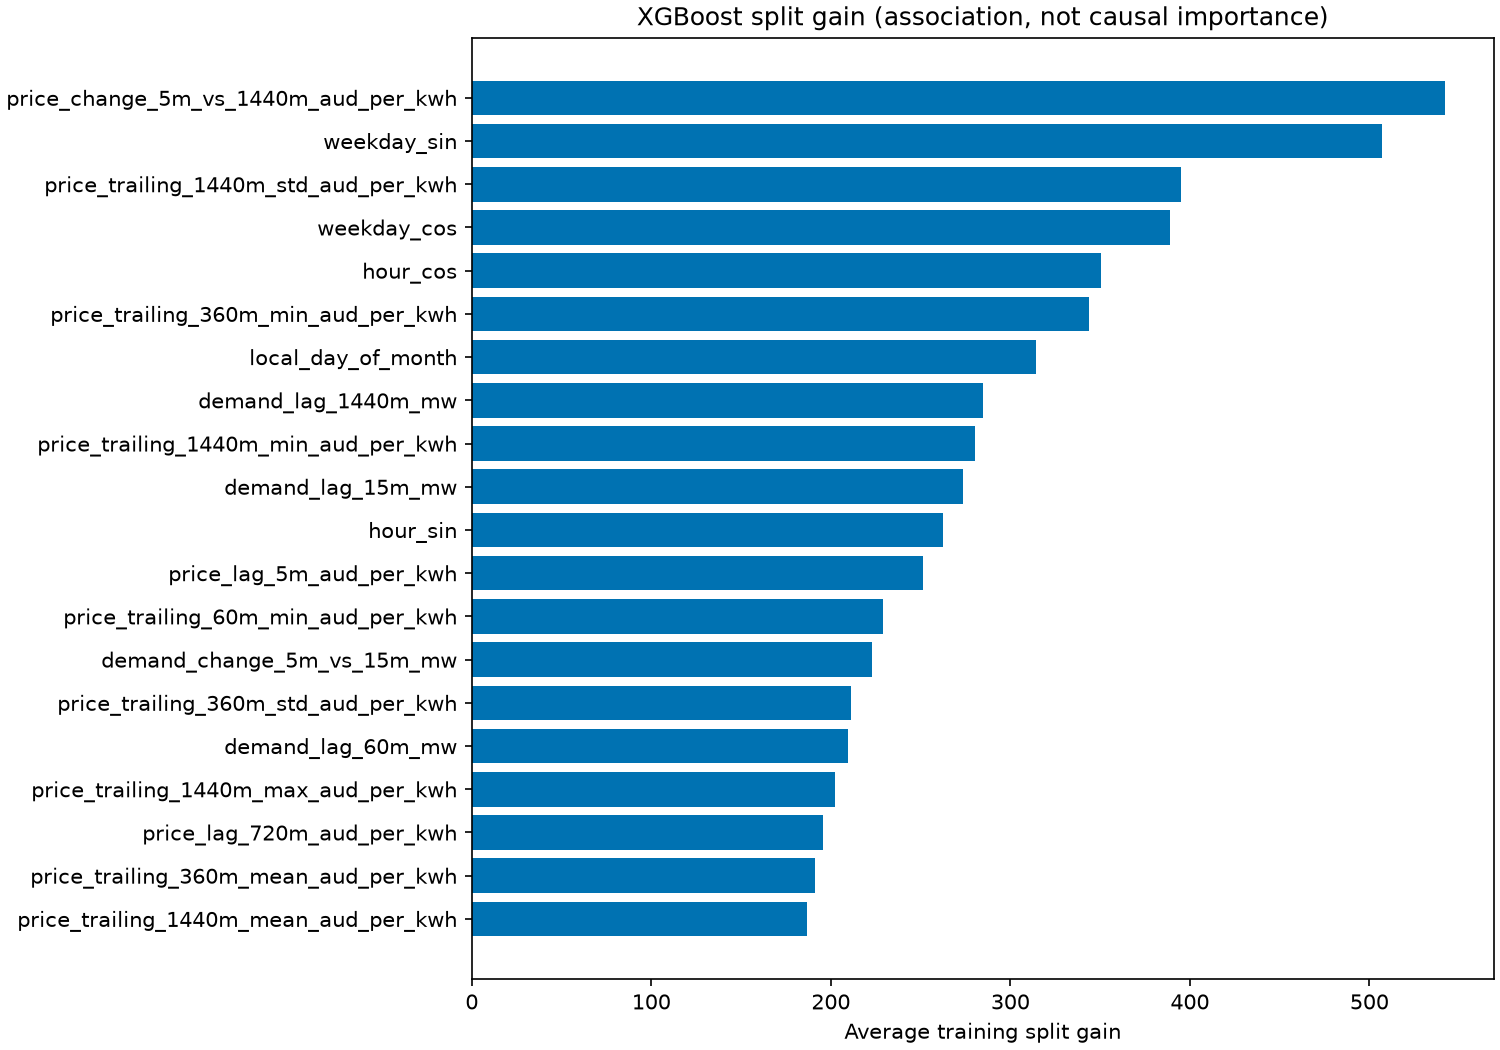 XGBoost split gain (association, not causal importance)
price_change_5m_vs_1440m_aud_per_kwh
weekday_sin
price_trailing_1440m_std_aud_per_kwh
weekday_cos
hour_cos
price_trailing_360m_min_aud_per_kwh
local_day_of_month
demand_lag_1440m_mw
price_trailing_1440m_min_aud_per_kwh
demand_lag_15m_mw
hour_sin
price_lag_5m_aud_per_kwh
price_trailing_60m_min_aud_per_kwh
demand_change_5m_vs_15m_mw
price_trailing_360m_std_aud_per_kwh
demand_lag_60m_mw
price_trailing_1440m_max_aud_per_kwh
price_lag_720m_aud_per_kwh
price_trailing_360m_mean_aud_per_kwh
price_trailing_1440m_mean_aud_per_kwh
0 100 200 300 400 500
Average training split gain